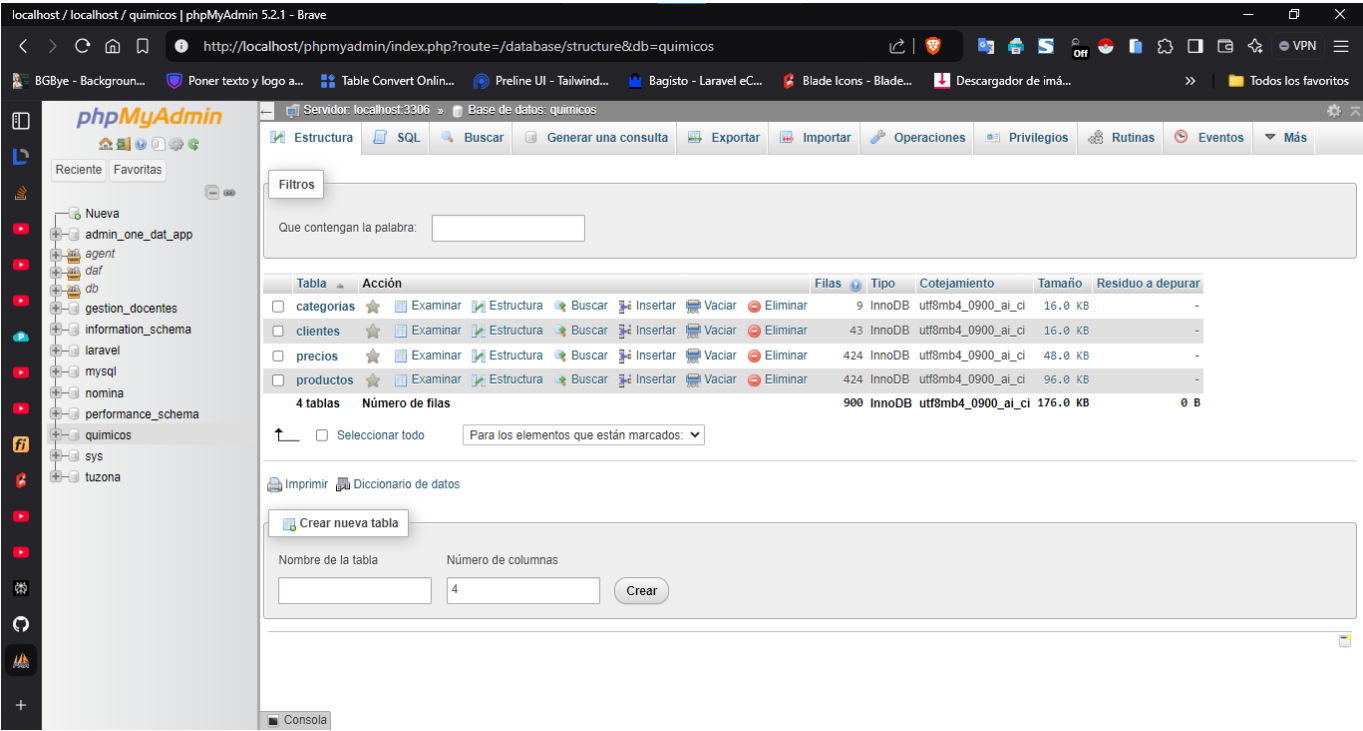 localhost / localhost / quimicos | phpMyAdmin 5.2.1 - Brave
http://localhost/phpmyadmin/index.php?route=/database/structure&db=quimicos
Off
VPN
BGBye - Backgroun...
Poner texto y logo a...
Table Convert Onlin...
Preline UI - Tailwind...
Bagisto - Laravel eC...
Blade Icons - Blade...
Descargador de imá...
»
Todos los favoritos
phpMyAdmin
Reciente Favoritas
Nueva
admin_one_dat_app
agent
daf
db
gestion_docentes
information_schema
laravel
mysql
nomina
performance_schema
quimicos
sys
tuzona
Servidor: localhost:3306 » Base de datos: quimicos
Estructura SQL Buscar Generar una consulta Exportar Importar Operaciones Privilegios Rutinas Eventos Más
Filtros
Que contengan la palabra:
Tabla Acción Filas Tipo Cotejamiento Tamaño Residuo a depurar
categorias Examinar Estructura Buscar Insertar Vaciar Eliminar 9 InnoDB utf8mb4_0900_ai_ci 16.0 KB -
clientes Examinar Estructura Buscar Insertar Vaciar Eliminar 43 InnoDB utf8mb4_0900_ai_ci 16.0 KB -
precios Examinar Estructura Buscar Insertar Vaciar Eliminar 424 InnoDB utf8mb4_0900_ai_ci 48.0 KB -
productos Examinar Estructura Buscar Insertar Vaciar Eliminar 424 InnoDB utf8mb4_0900_ai_ci 96.0 KB -
4 tablas Número de filas 900 InnoDB utf8mb4_0900_ai_ci 176.0 KB 0 B
Seleccionar todo Para los elementos que están marcados:
Imprimir Diccionario de datos
Crear nueva tabla
Nombre de la tabla Número de columnas
4 Crear
Consola